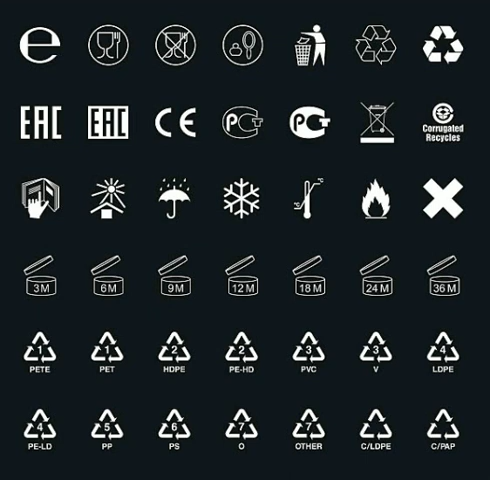 e
EAC
EAC
CE
PCT
PCT
Corrugated
Recycles
°C
°C
3M
6M
9M
12M
18M
24M
36M
1
PETE
1
PET
2
HDPE
2
PE-HD
3
PVC
3
V
4
LDPE
4
PE-LD
5
PP
6
PS
7
O
7
OTHER
C/LDPE
C/PAP